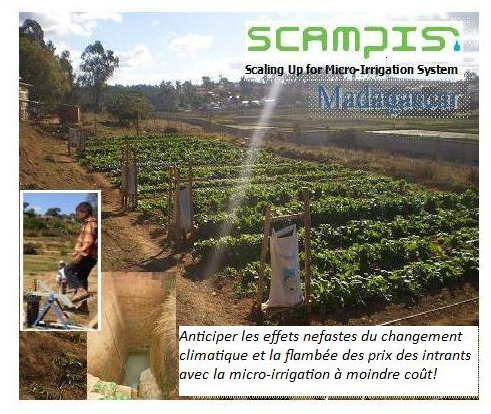 SCAMPIS
Scaling Up for Micro-Irrigation System
Madagascar
Anticiper les effets nefastes du changement
climatique et la flambée des prix des intrants
avec la micro-irrigation à moindre coût!